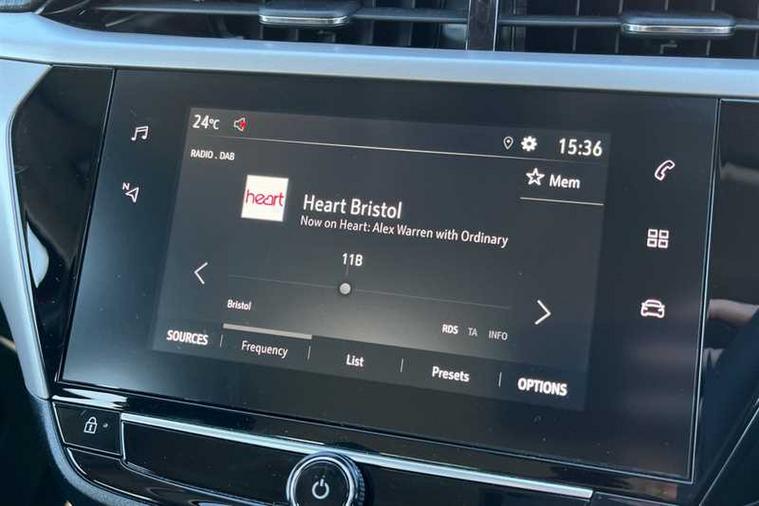 24°C
15:36
RADIO . DAB
Mem
heart
Heart Bristol
Now on Heart: Alex Warren with Ordinary
11B
Bristol
RDS TA INFO
SOURCES
Frequency
List
Presets
OPTIONS
N